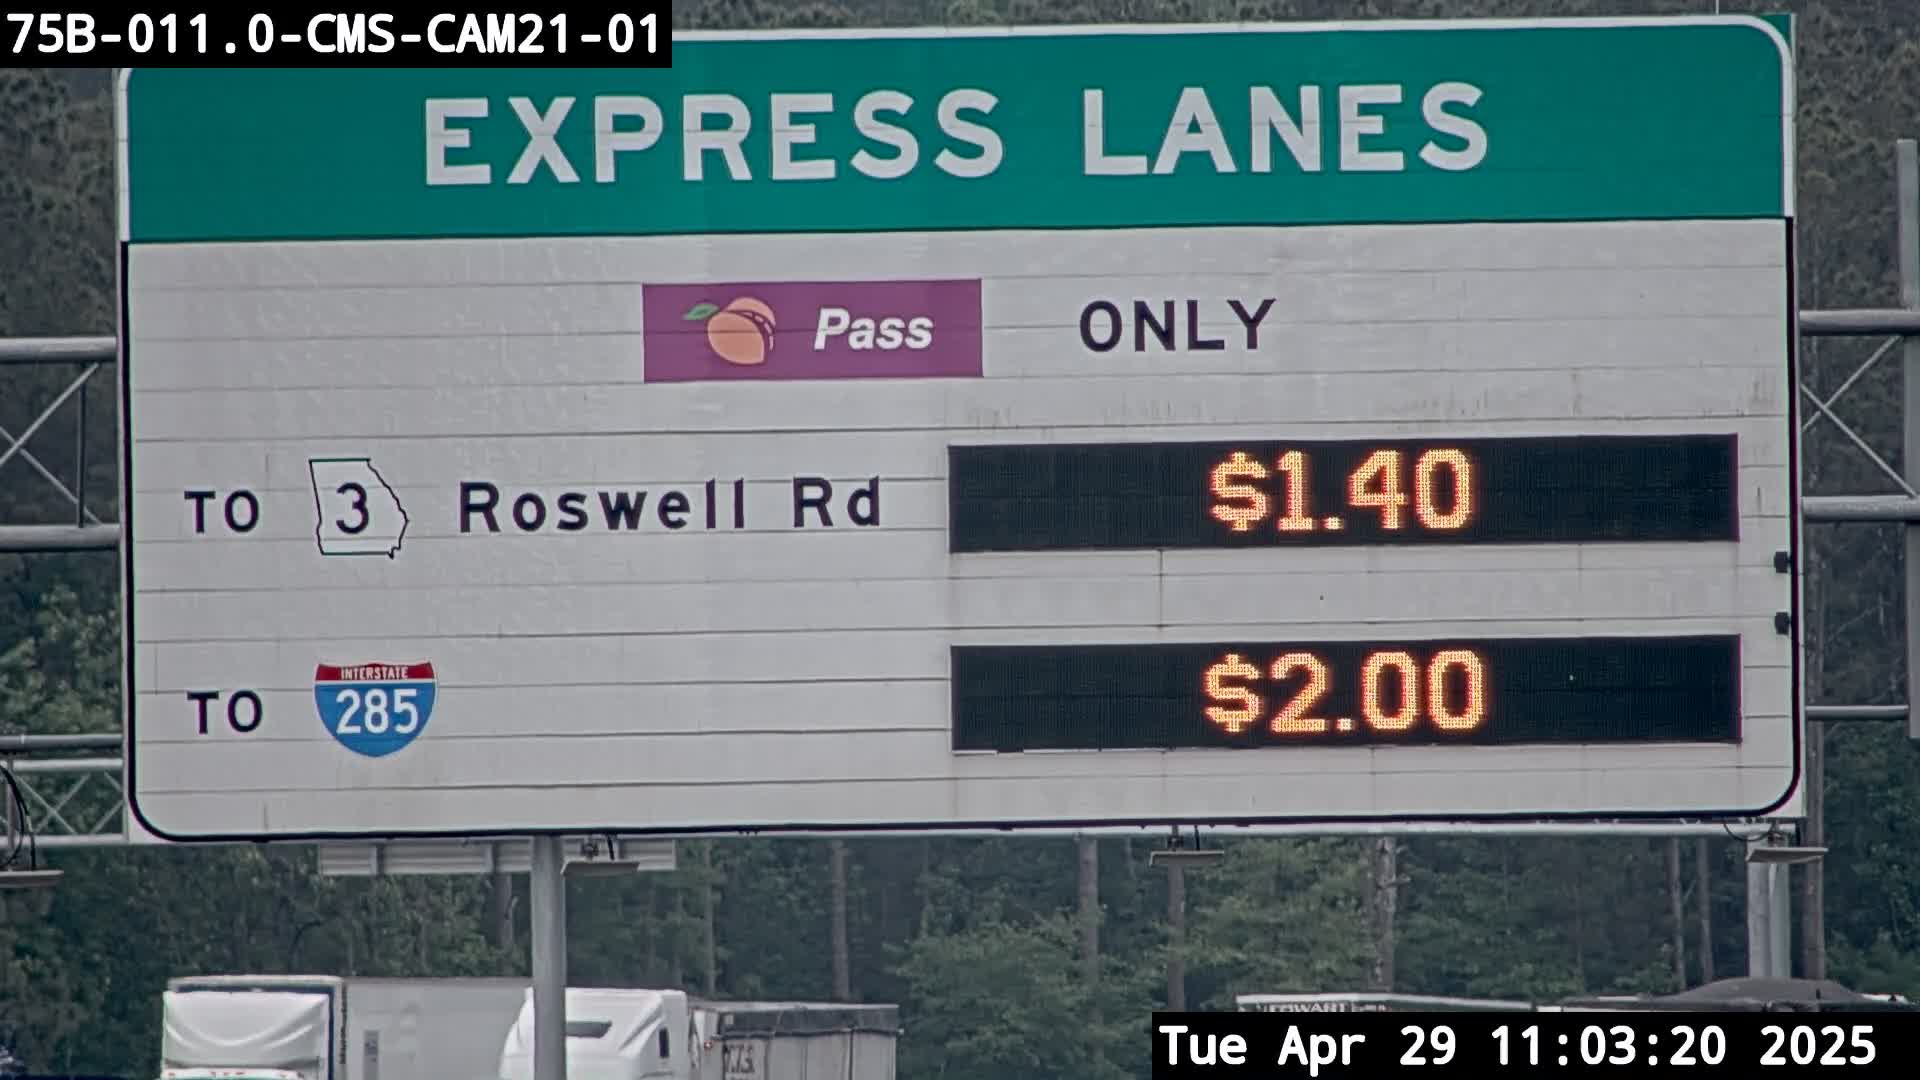 75B-011.0-CMS-CAM21-01
EXPRESS LANES
Pass ONLY
TO 3 Roswell Rd $1.40
INTERSTATE
TO 285 $2.00
Tue Apr 29 11:03:20 2025